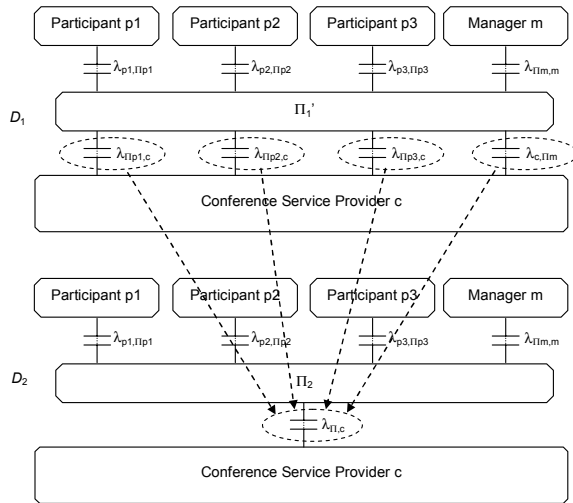 Participant p1 Participant p2 Participant p3 Manager m
λp1,Πp1 λp2,Πp2 λp3,Πp3 λΠm,m
D1 Π1'
λΠp1,c λΠp2,c λΠp3,c λc,Πm
Conference Service Provider c
Participant p1 Participant p2 Participant p3 Manager m
λp1,Πp1 λp2,Πp2 λp3,Πp3 λΠm,m
D2 Π2
λΠ,c
Conference Service Provider c